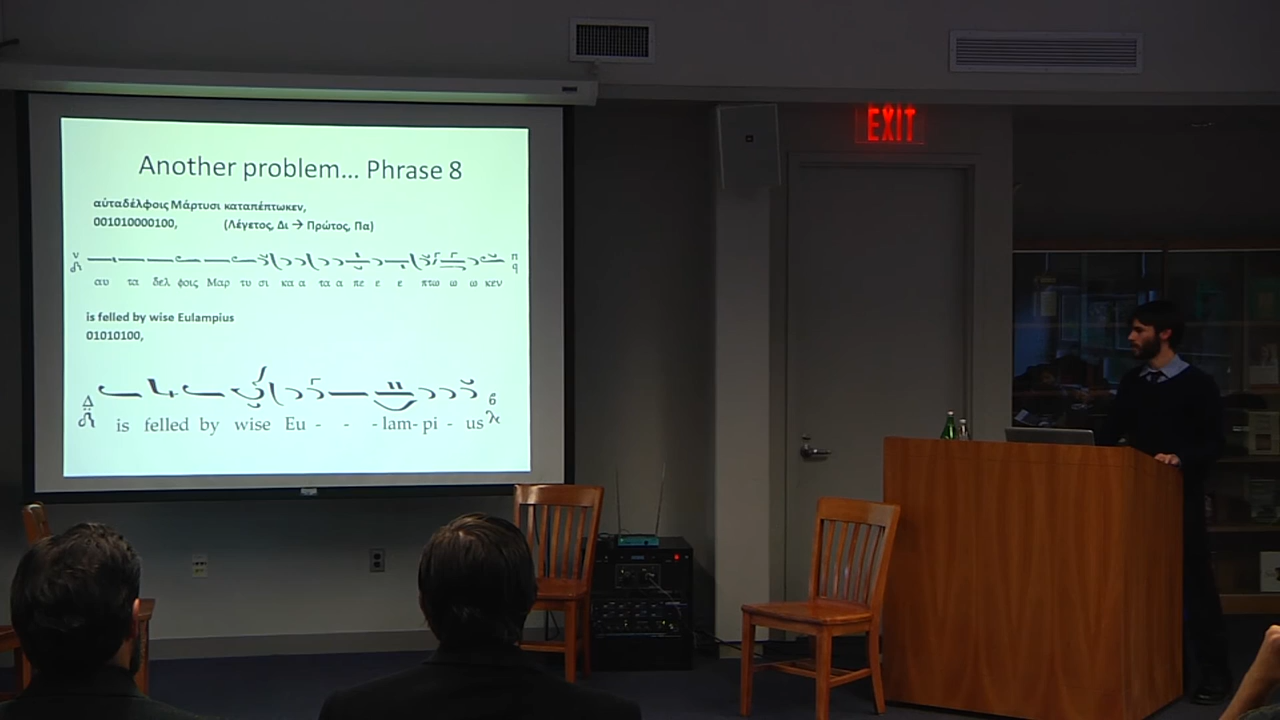 EXIT
Another problem... Phrase 8
αὐταδέλφοις Μάρτυσι καταπέπτωκεν,
001010000100, (Λέγετος, Δι → Πρώτος, Πα)
αυ τα δελ φοις Μαρ τυ σι κα α τα α πε ε ε πτω ω ω κεν
is felled by wise Eulampius
01010100,
is felled by wise Eu - - - lam- pi - us